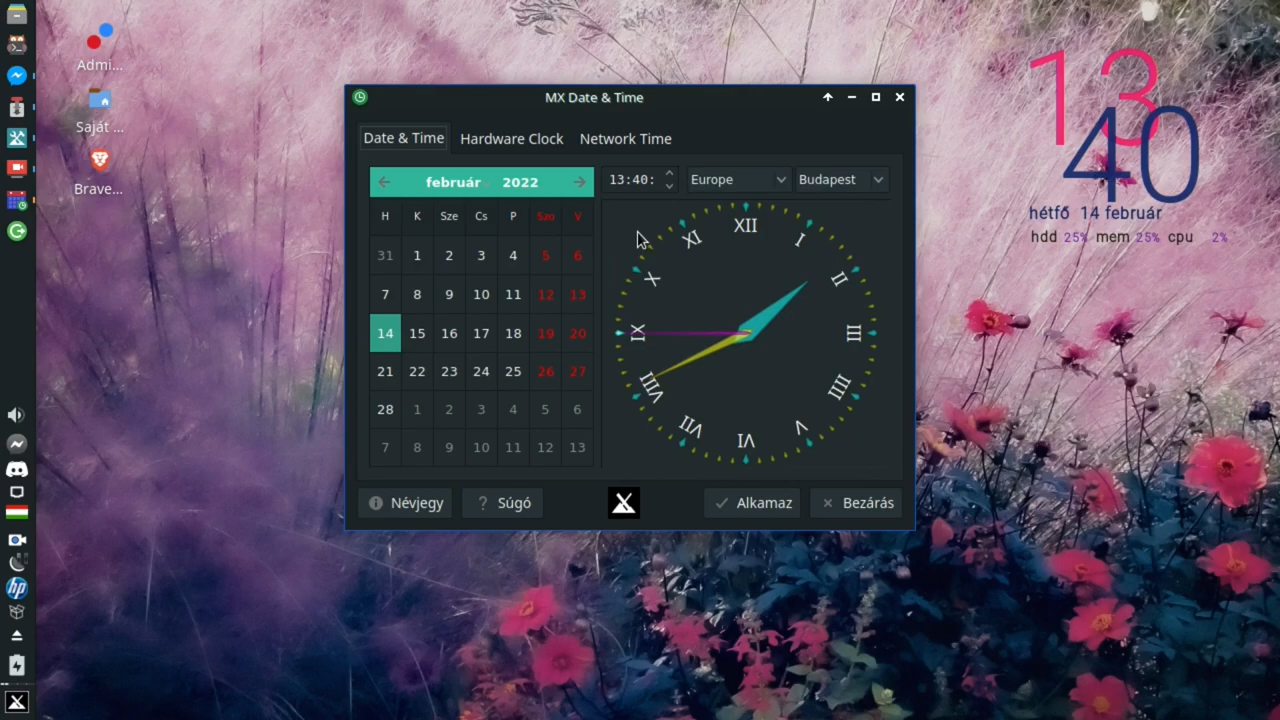 Admi...
Saját ...
Brave...
MX Date & Time
Date & Time
Hardware Clock
Network Time
február 2022
H K Sze Cs P Szo V
31 1 2 3 4 5 6
7 8 9 10 11 12 13
14 15 16 17 18 19 20
21 22 23 24 25 26 27
28 1 2 3 4 5 6
7 8 9 10 11 12 13
13:40:
Europe
Budapest
XII
I
II
III
IIII
V
VI
VII
VIII
IX
X
XI
Névjegy
? Súgó
Alkamaz
Bezárás
13
40
hétfő 14 február
hdd 25% mem 25% cpu 2%
hp